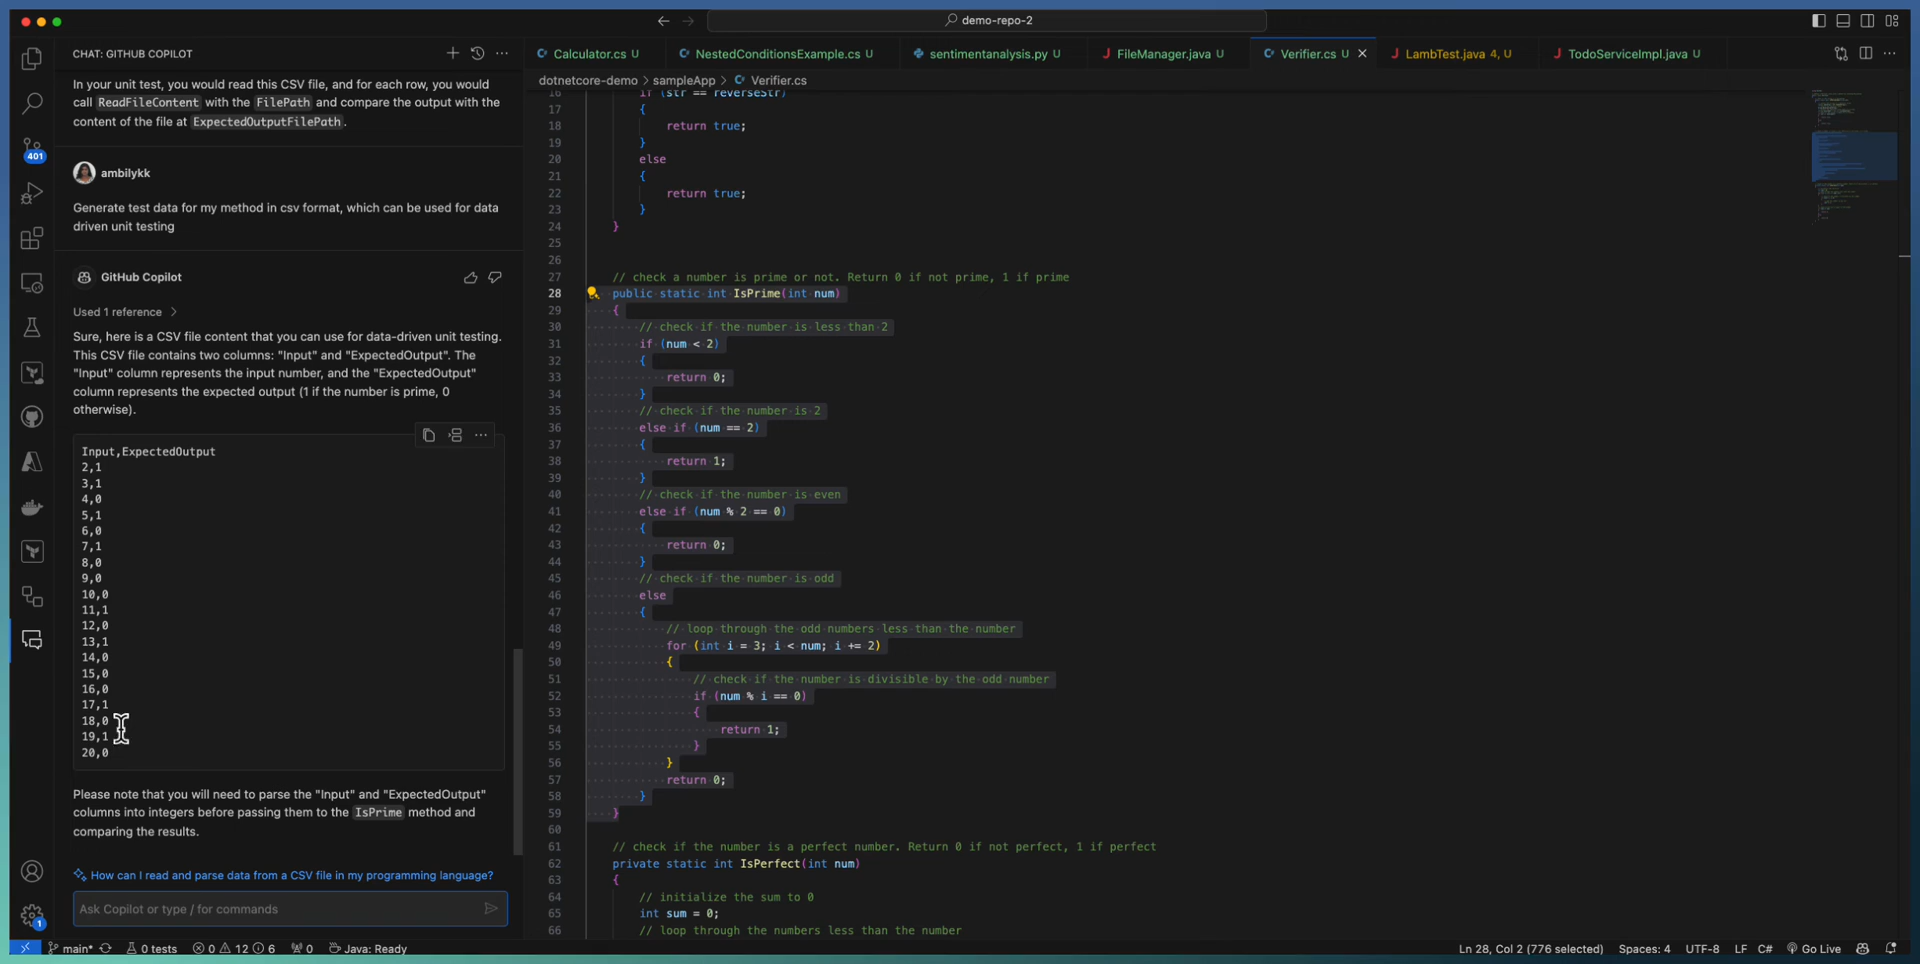 demo-repo-2
CHAT: GITHUB COPILOT
In your unit test, you would read this CSV file, and for each row, you would
call ReadFileContent with the FilePath and compare the output with the
content of the file at ExpectedOutputFilePath.
ambilykk
Generate test data for my method in csv format, which can be used for data
driven unit testing
GitHub Copilot
Used 1 reference
Sure, here is a CSV file content that you can use for data-driven unit testing.
This CSV file contains two columns: "Input" and "ExpectedOutput". The
"Input" column represents the input number, and the "ExpectedOutput"
column represents the expected output (1 if the number is prime, 0
otherwise).
Input,ExpectedOutput
2,1
3,1
4,0
5,1
6,0
7,1
8,0
9,0
10,0
11,1
12,0
13,1
14,0
15,0
16,0
17,1
18,0
19,1
20,0
Please note that you will need to parse the "Input" and "ExpectedOutput"
columns into integers before passing them to the IsPrime method and
comparing the results.
How can I read and parse data from a CSV file in my programming language?
Ask Copilot or type / for commands
401
1
Calculator.cs U NestedConditionsExample.cs U sentimentanalysis.py U FileManager.java U Verifier.cs U LambTest.java 4, U TodoServiceImpl.java U
dotnetcore-demo > sampleApp > Verifier.cs
16 if (str == reverseStr)
17 {
18 return true;
19 }
20 else
21 {
22 return true;
23 }
24 }
25
26
27 // check a number is prime or not. Return 0 if not prime, 1 if prime
28 public static int IsPrime(int num)
29 {
30 // check if the number is less than 2
31 if (num < 2)
32 {
33 return 0;
34 }
35 // check if the number is 2
36 else if (num == 2)
37 {
38 return 1;
39 }
40 // check if the number is even
41 else if (num % 2 == 0)
42 {
43 return 0;
44 }
45 // check if the number is odd
46 else
47 {
48 // loop through the odd numbers less than the number
49 for (int i = 3; i < num; i += 2)
50 {
51 // check if the number is divisible by the odd number
52 if (num % i == 0)
53 {
54 return 1;
55 }
56 }
57 return 0;
58 }
59 }
60
61 // check if the number is a perfect number. Return 0 if not perfect, 1 if perfect
62 private static int IsPerfect(int num)
63 {
64 // initialize the sum to 0
65 int sum = 0;
66 // loop through the numbers less than the number
main* 0 tests 0 12 6 0 Java: Ready Ln 28, Col 2 (776 selected) Spaces: 4 UTF-8 LF C# Go Live